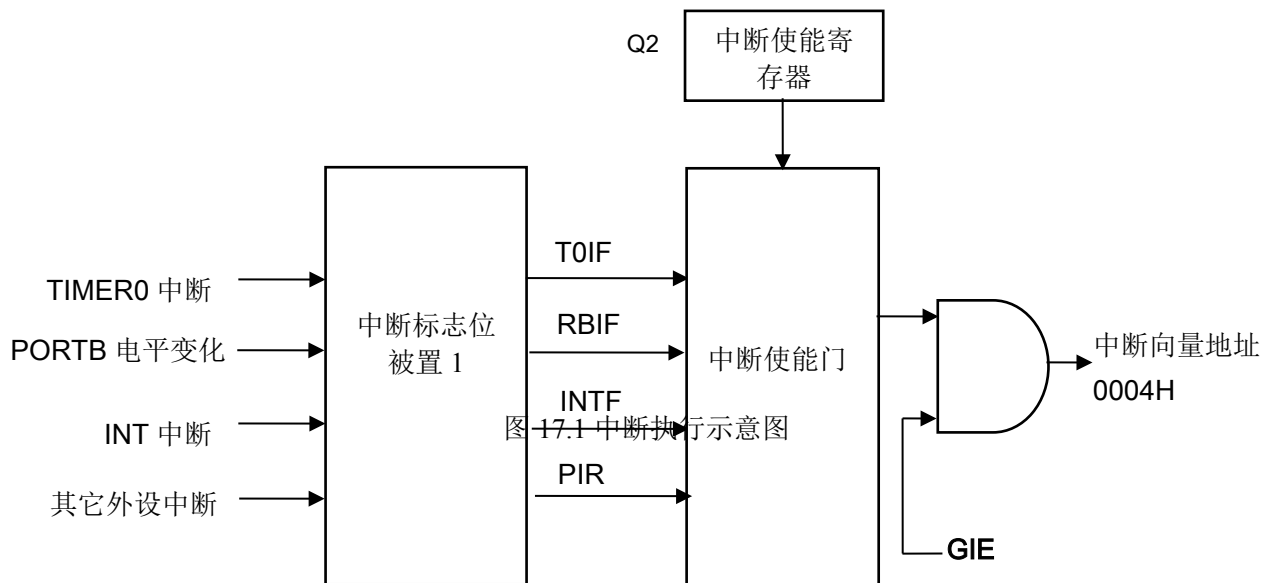 Q2
中断使能寄
存器
T0IF
TIMER0 中断
RBIF
中断标志位
被置 1
PORTB 电平变化
中断使能门
中断向量地址
0004H
INTF
INT 中断
图 17.1 中断执行示意图
PIR
其它外设中断
GIE